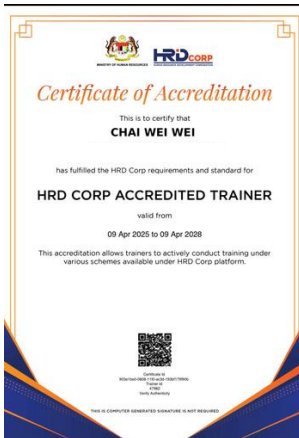 MINISTRY OF HUMAN RESOURCES
HRD CORP
Certificate of Accreditation
This is to certify that
CHAI WEI WEI
has fulfilled the HRD Corp requirements and standard for
HRD CORP ACCREDITED TRAINER
valid from
09 Apr 2025 to 09 Apr 2028
This accreditation allows trainers to actively conduct training under
various schemes available under HRD Corp platform.
Certificate Id
Trainer Id
Verify Authenticity
THIS IS COMPUTER GENERATED SIGNATURE IS NOT REQUIRED